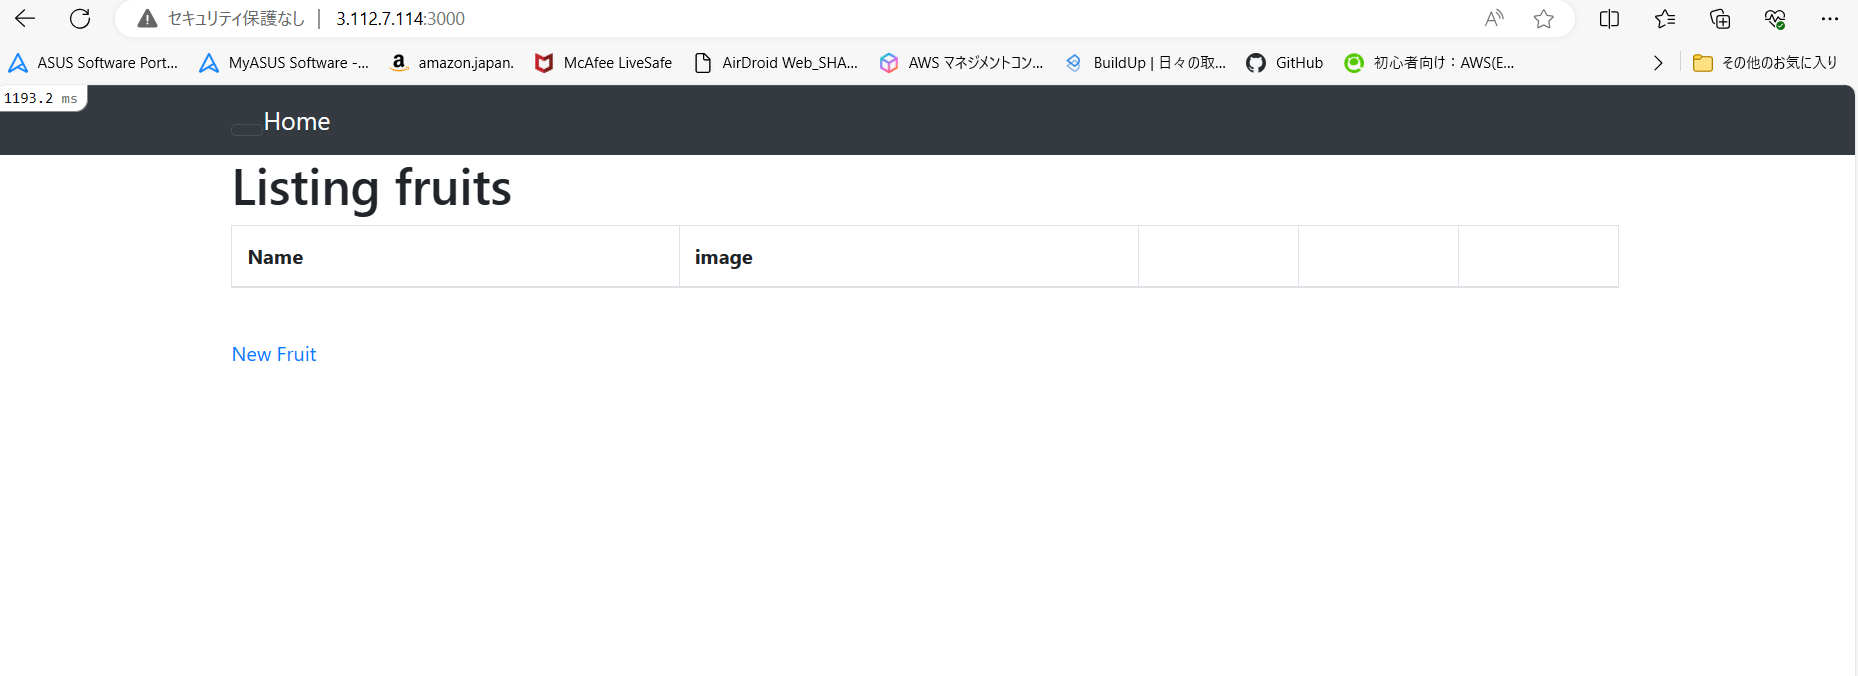 セキュリティ保護なし | 3.112.7.114:3000
ASUS Software Port... MyASUS Software -... amazon.japan. McAfee LiveSafe AirDroid Web_SHA... AWS マネジメントコン... BuildUp | 日々の取... GitHub 初心者向け：AWS(E... その他のお気に入り
1193.2 ms
Home
Listing fruits
Name image
New Fruit